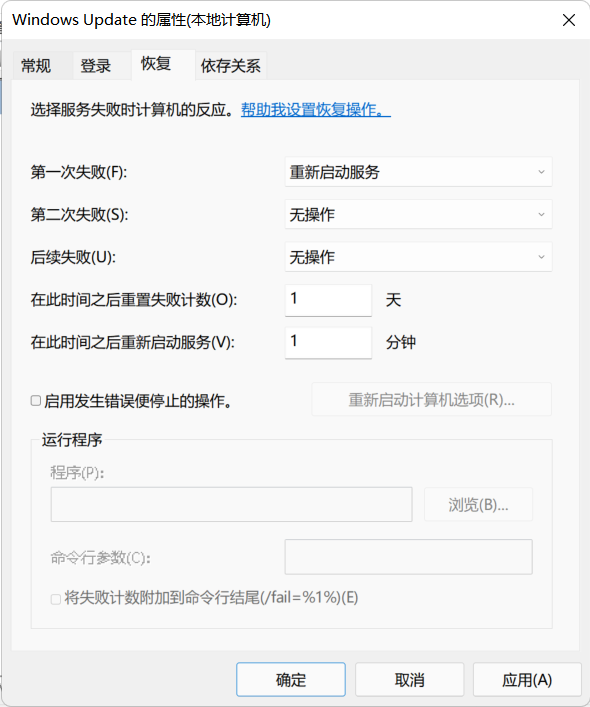 Windows Update 的属性(本地计算机)
常规 登录 恢复 依存关系
选择服务失败时计算机的反应。帮助我设置恢复操作。
第一次失败(F): 重新启动服务
第二次失败(S): 无操作
后续失败(U): 无操作
在此时间之后重置失败计数(O): 1 天
在此时间之后重新启动服务(V): 1 分钟
启用发生错误便停止的操作。 重新启动计算机选项(R)...
运行程序
程序(P):
浏览(B)...
命令行参数(C):
将失败计数附加到命令行结尾(/fail=%1%)(E)
确定 取消 应用(A)